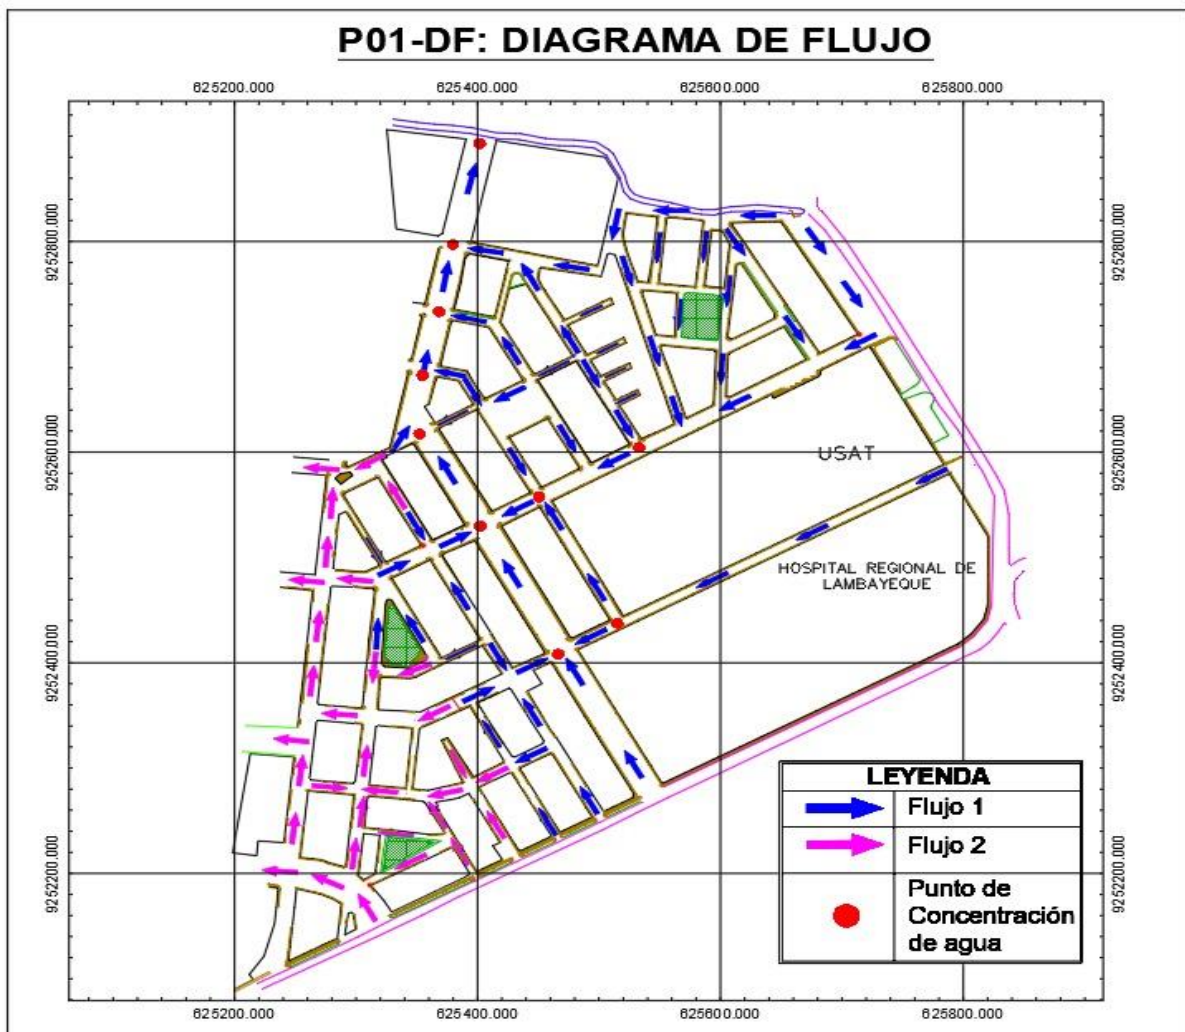 P01-DF: DIAGRAMA DE FLUJO
625200.000 625400.000 625600.000 625800.000
9252800.000 9252800.000
9252600.000 9252600.000
USAT
HOSPITAL REGIONAL DE
LAMBAYEQUE
9252400.000 9252400.000
LEYENDA
Flujo 1
Flujo 2
Punto de
Concentración
de agua
9252200.000 9252200.000
625200.000 625400.000 625600.000 625800.000